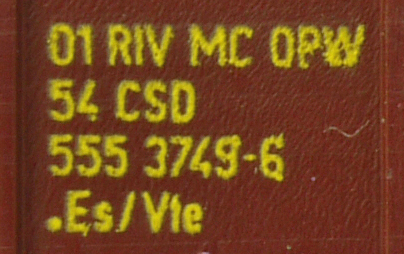 01 RIV MC OPW
54 CSD
555 3749-6
.Es/Vte